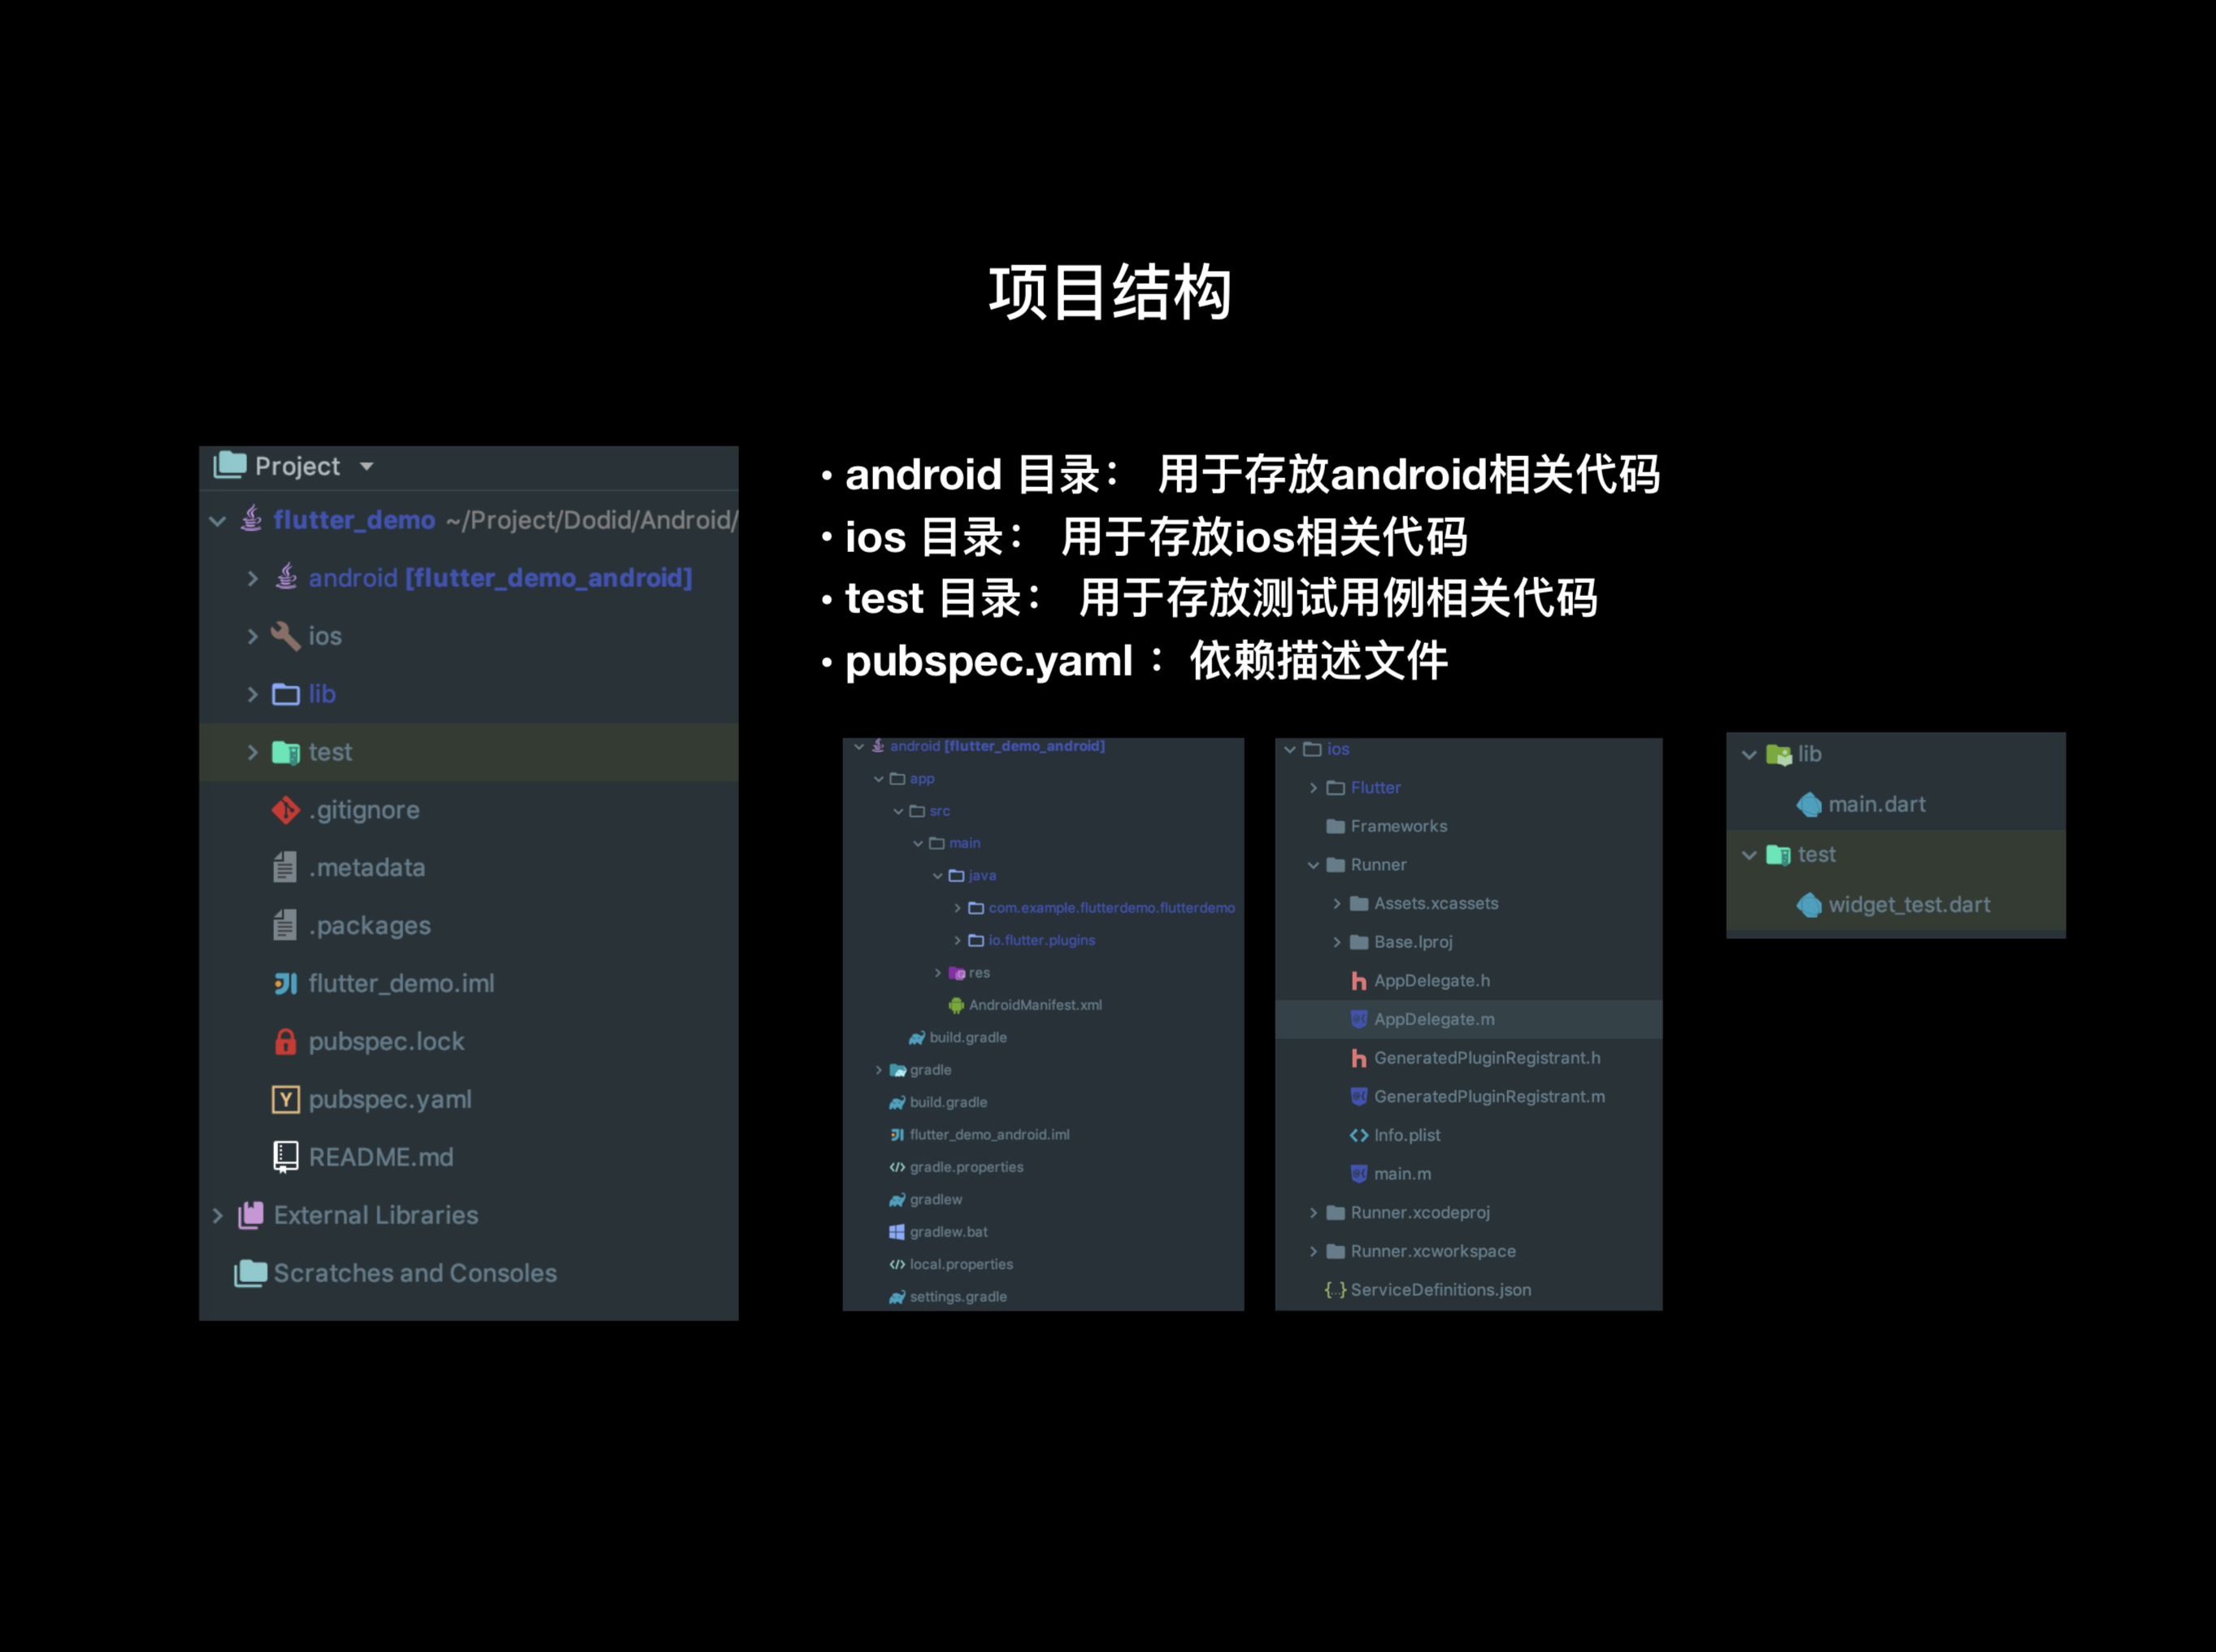 项目结构
Project
flutter_demo ~/Project/Dodid/Android/
android [flutter_demo_android]
ios
lib
test
.gitignore
.metadata
.packages
flutter_demo.iml
pubspec.lock
pubspec.yaml
README.md
External Libraries
Scratches and Consoles
• android 目录： 用于存放android相关代码
• ios 目录： 用于存放ios相关代码
• test 目录： 用于存放测试用例相关代码
• pubspec.yaml ：依赖描述文件
android [flutter_demo_android]
app
src
main
java
com.example.flutterdemo.flutterdemo
io.flutter.plugins
res
AndroidManifest.xml
build.gradle
gradle
build.gradle
flutter_demo_android.iml
gradle.properties
gradlew
gradlew.bat
local.properties
settings.gradle
ios
Flutter
Frameworks
Runner
Assets.xcassets
Base.lproj
AppDelegate.h
AppDelegate.m
GeneratedPluginRegistrant.h
GeneratedPluginRegistrant.m
Info.plist
main.m
Runner.xcodeproj
Runner.xcworkspace
ServiceDefinitions.json
lib
main.dart
test
widget_test.dart